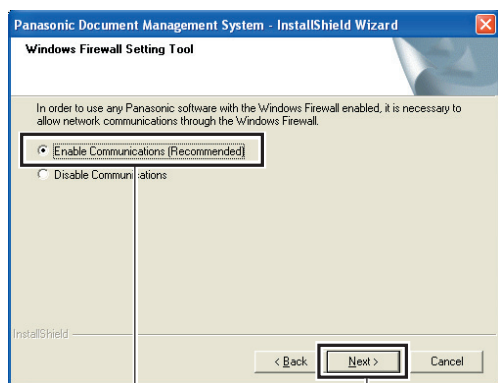 Panasonic Document Management System - InstallShield Wizard
Windows Firewall Setting Tool
In order to use any Panasonic software with the Windows Firewall enabled, it is necessary to
allow network communications through the Windows Firewall.
Enable Communications (Recommended)
Disable Communications
InstallShield
< Back Next > Cancel